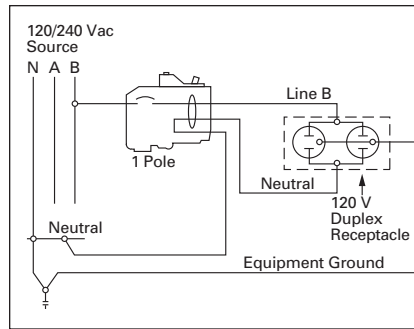 120/240 Vac
Source
N A B
Line B
1 Pole
Neutral
120 V
Duplex
Receptacle
Neutral
Equipment Ground